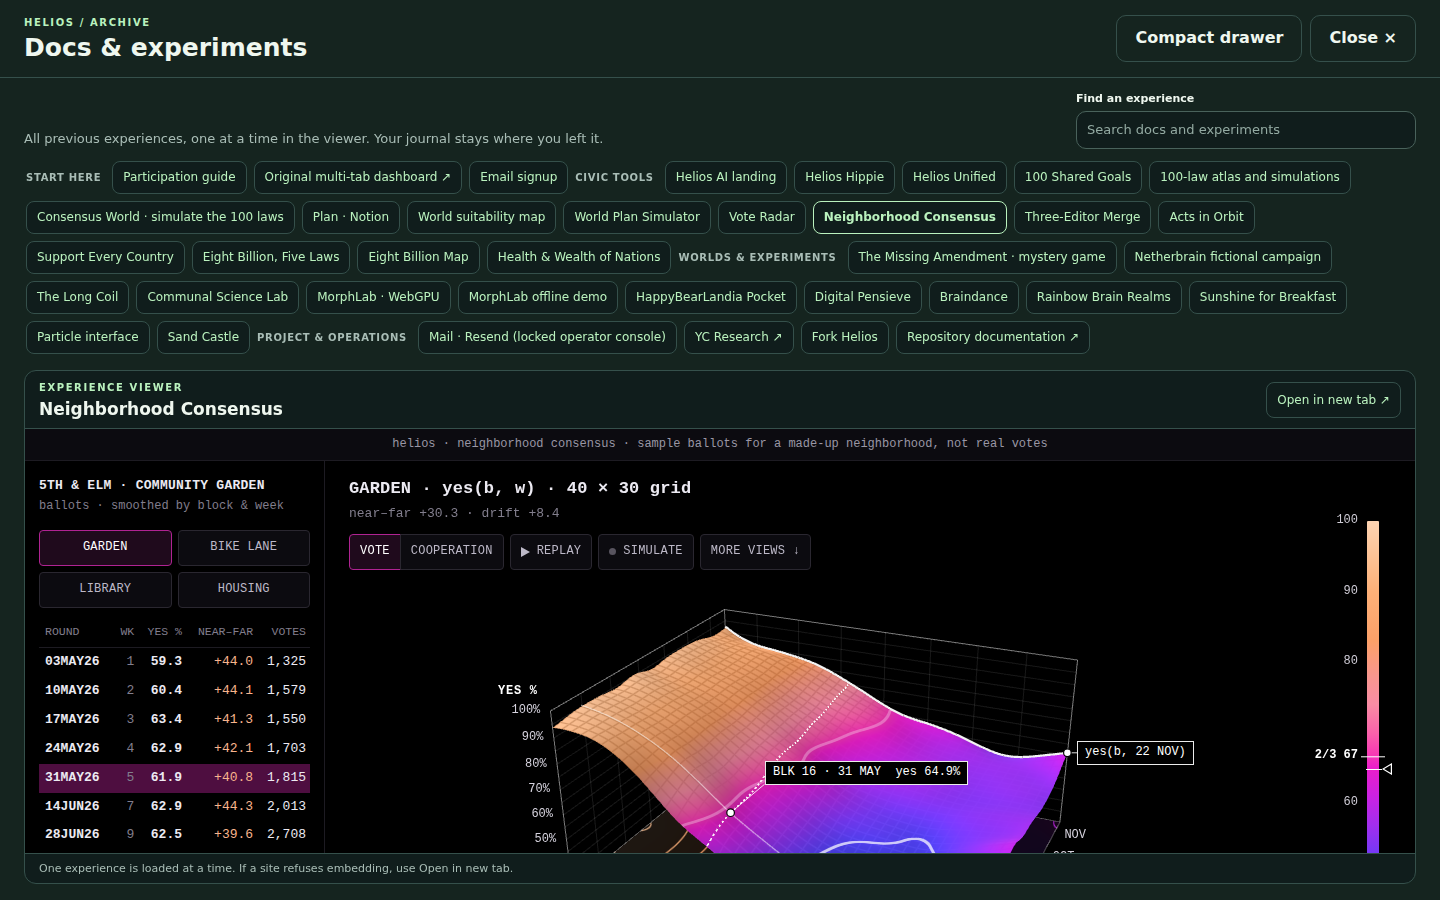 HELIOS / ARCHIVE
Docs & experiments
Compact drawer
Close ×
Find an experience
Search docs and experiments
All previous experiences, one at a time in the viewer. Your journal stays where you left it.
START HERE Participation guide Original multi-tab dashboard ↗ Email signup CIVIC TOOLS Helios AI landing Helios Hippie Helios Unified 100 Shared Goals 100-law atlas and simulations
Consensus World · simulate the 100 laws Plan · Notion World suitability map World Plan Simulator Vote Radar Neighborhood Consensus Three-Editor Merge Acts in Orbit
Support Every Country Eight Billion, Five Laws Eight Billion Map Health & Wealth of Nations WORLDS & EXPERIMENTS The Missing Amendment · mystery game Netherbrain fictional campaign
The Long Coil Communal Science Lab MorphLab · WebGPU MorphLab offline demo HappyBearLandia Pocket Digital Pensieve Braindance Rainbow Brain Realms Sunshine for Breakfast
Particle interface Sand Castle PROJECT & OPERATIONS Mail · Resend (locked operator console) YC Research ↗ Fork Helios Repository documentation ↗
EXPERIENCE VIEWER
Neighborhood Consensus
Open in new tab ↗
helios · neighborhood consensus · sample ballots for a made-up neighborhood, not real votes
5TH & ELM · COMMUNITY GARDEN
ballots · smoothed by block & week
GARDEN BIKE LANE
LIBRARY HOUSING
ROUND WK YES % NEAR–FAR VOTES
03MAY26 1 59.3 +44.0 1,325
10MAY26 2 60.4 +44.1 1,579
17MAY26 3 63.4 +41.3 1,550
24MAY26 4 62.9 +42.1 1,703
31MAY26 5 61.9 +40.8 1,815
14JUN26 7 62.9 +44.3 2,013
28JUN26 9 62.5 +39.6 2,708
GARDEN · yes(b, w) · 40 × 30 grid
near–far +30.3 · drift +8.4
VOTE COOPERATION ▶ REPLAY ● SIMULATE MORE VIEWS ↓
YES %
100%
90%
80%
70%
60%
50%
BLK 16 · 31 MAY yes 64.9%
yes(b, 22 NOV)
NOV
100
90
80
2/3 67
60
One experience is loaded at a time. If a site refuses embedding, use Open in new tab.